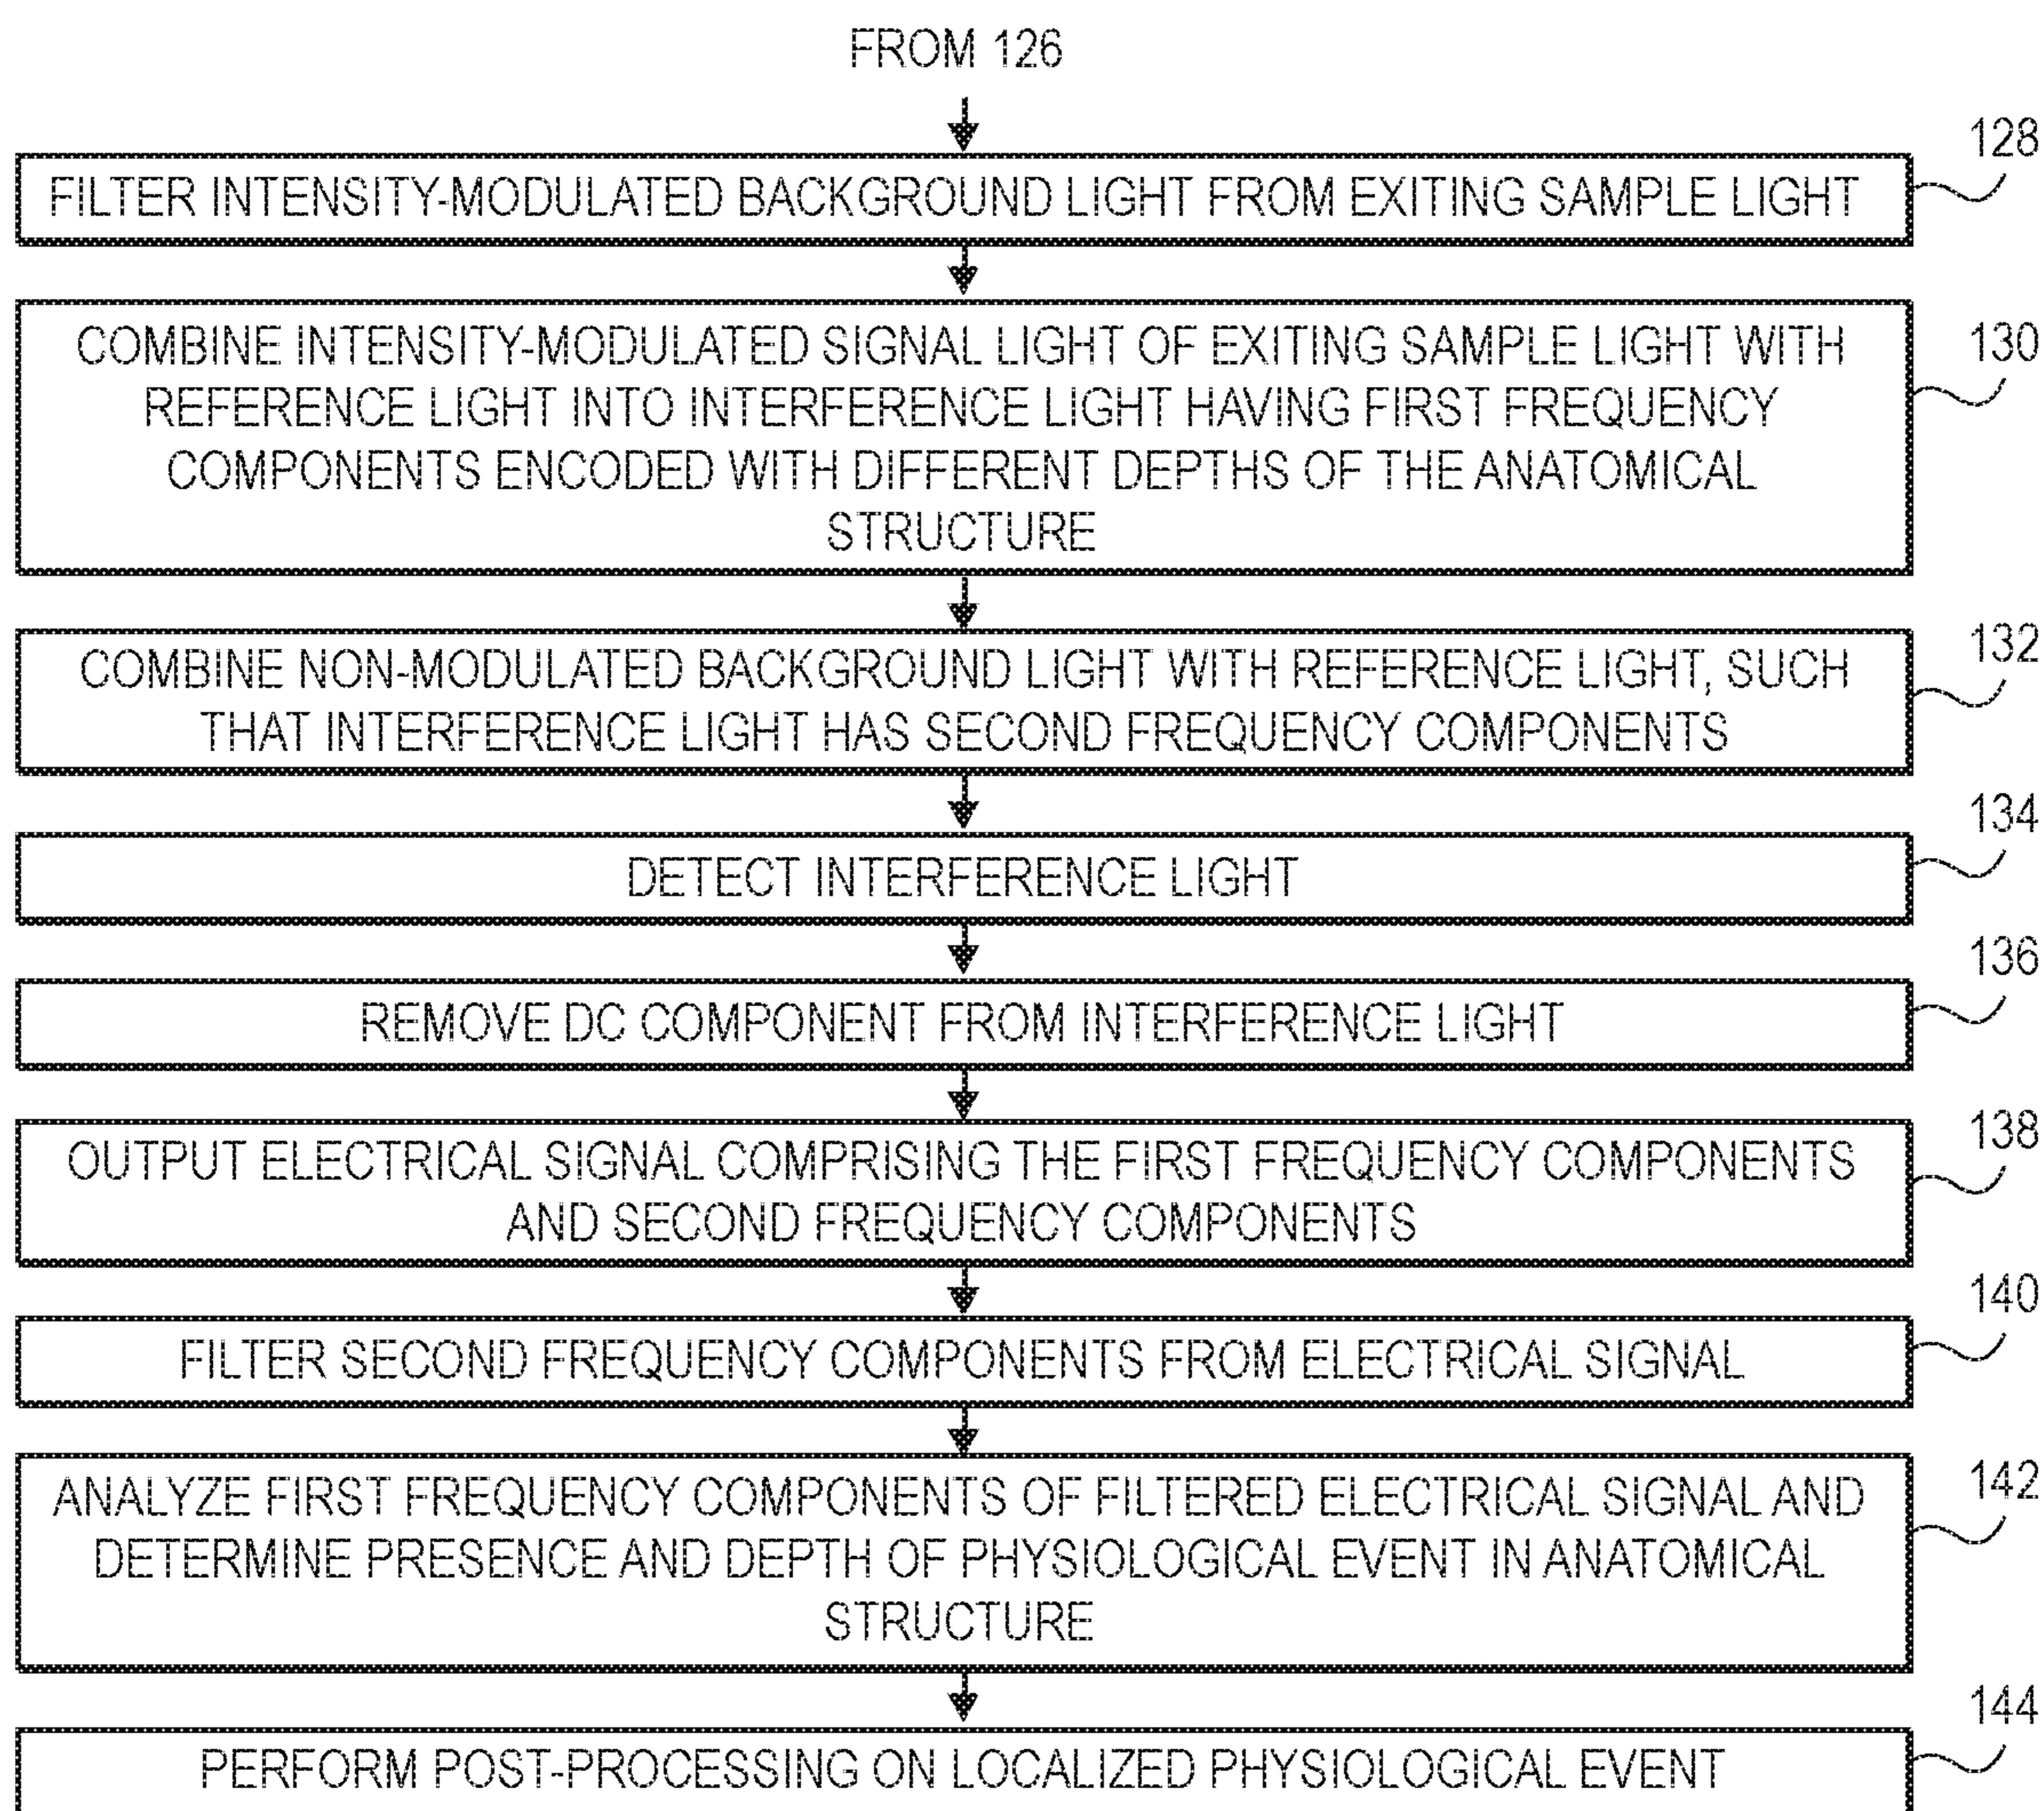 FROM 126
128
FILTER INTENSITY-MODULATED BACKGROUND LIGHT FROM EXITING SAMPLE LIGHT
130
COMBINE INTENSITY-MODULATED SIGNAL LIGHT OF EXITING SAMPLE LIGHT WITH
REFERENCE LIGHT INTO INTERFERENCE LIGHT HAVING FIRST FREQUENCY
COMPONENTS ENCODED WITH DIFFERENT DEPTHS OF THE ANATOMICAL
STRUCTURE
132
COMBINE NON-MODULATED BACKGROUND LIGHT WITH REFERENCE LIGHT, SUCH
THAT INTERFERENCE LIGHT HAS SECOND FREQUENCY COMPONENTS
134
DETECT INTERFERENCE LIGHT
136
REMOVE DC COMPONENT FROM INTERFERENCE LIGHT
138
OUTPUT ELECTRICAL SIGNAL COMPRISING THE FIRST FREQUENCY COMPONENTS
AND SECOND FREQUENCY COMPONENTS
140
FILTER SECOND FREQUENCY COMPONENTS FROM ELECTRICAL SIGNAL
142
ANALYZE FIRST FREQUENCY COMPONENTS OF FILTERED ELECTRICAL SIGNAL AND
DETERMINE PRESENCE AND DEPTH OF PHYSIOLOGICAL EVENT IN ANATOMICAL
STRUCTURE
144
PERFORM POST-PROCESSING ON LOCALIZED PHYSIOLOGICAL EVENT